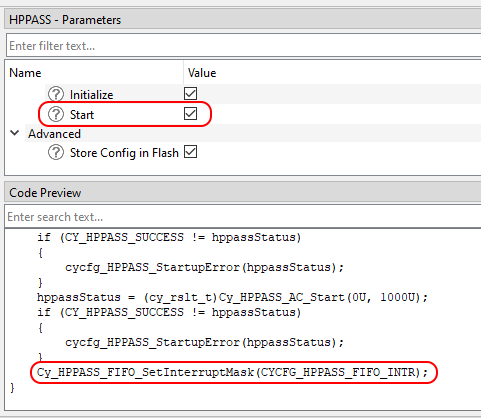 HPPASS - Parameters
Enter filter text...
Name Value
Initialize
Start
Advanced
Store Config in Flash
Code Preview
Enter search text...
if (CY_HPPASS_SUCCESS != hppassStatus)
{
cycfg_HPPASS_StartupError(hppassStatus);
}
hppassStatus = (cy_rslt_t)Cy_HPPASS_AC_Start(0U, 1000U);
if (CY_HPPASS_SUCCESS != hppassStatus)
{
cycfg_HPPASS_StartupError(hppassStatus);
}
Cy_HPPASS_FIFO_SetInterruptMask(CYCFG_HPPASS_FIFO_INTR);
}